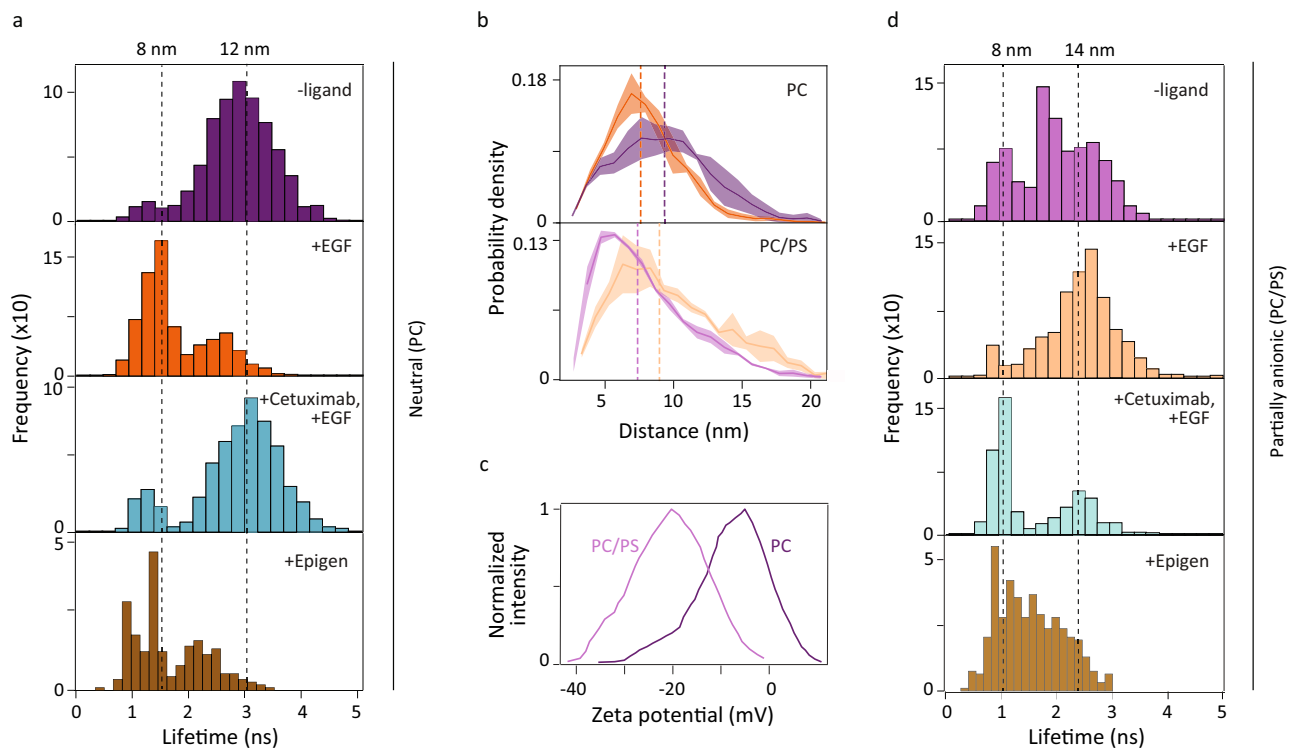 a
8 nm 12 nm
10
0
-ligand
15
0
+EGF
10
0
+Cetuximab,
+EGF
5
0
+Epigen
Frequency (x10)
0 1 2 3 4 5
Lifetime (ns)
Neutral (PC)
b
0.18
0
PC
0.13
0
PC/PS
Probability density
5 10 15 20
Distance (nm)
c
1
0
PC/PS
PC
Normalized
intensity
-40 -20 0
Zeta potential (mV)
d
8 nm 14 nm
15
0
-ligand
15
0
+EGF
15
0
+Cetuximab,
+EGF
5
0
+Epigen
Frequency (x10)
0 1 2 3 4 5
Lifetime (ns)
Partially anionic (PC/PS)